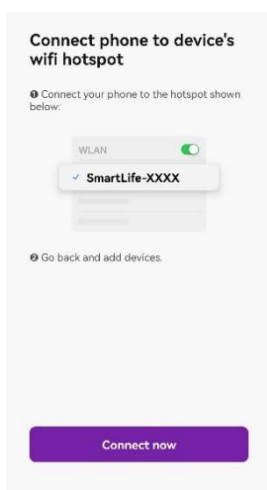 Connect phone to device's
wifi hotspot
❶ Connect your phone to the hotspot shown
below:
WLAN
✓ SmartLife-XXXX
❷ Go back and add devices.
Connect now